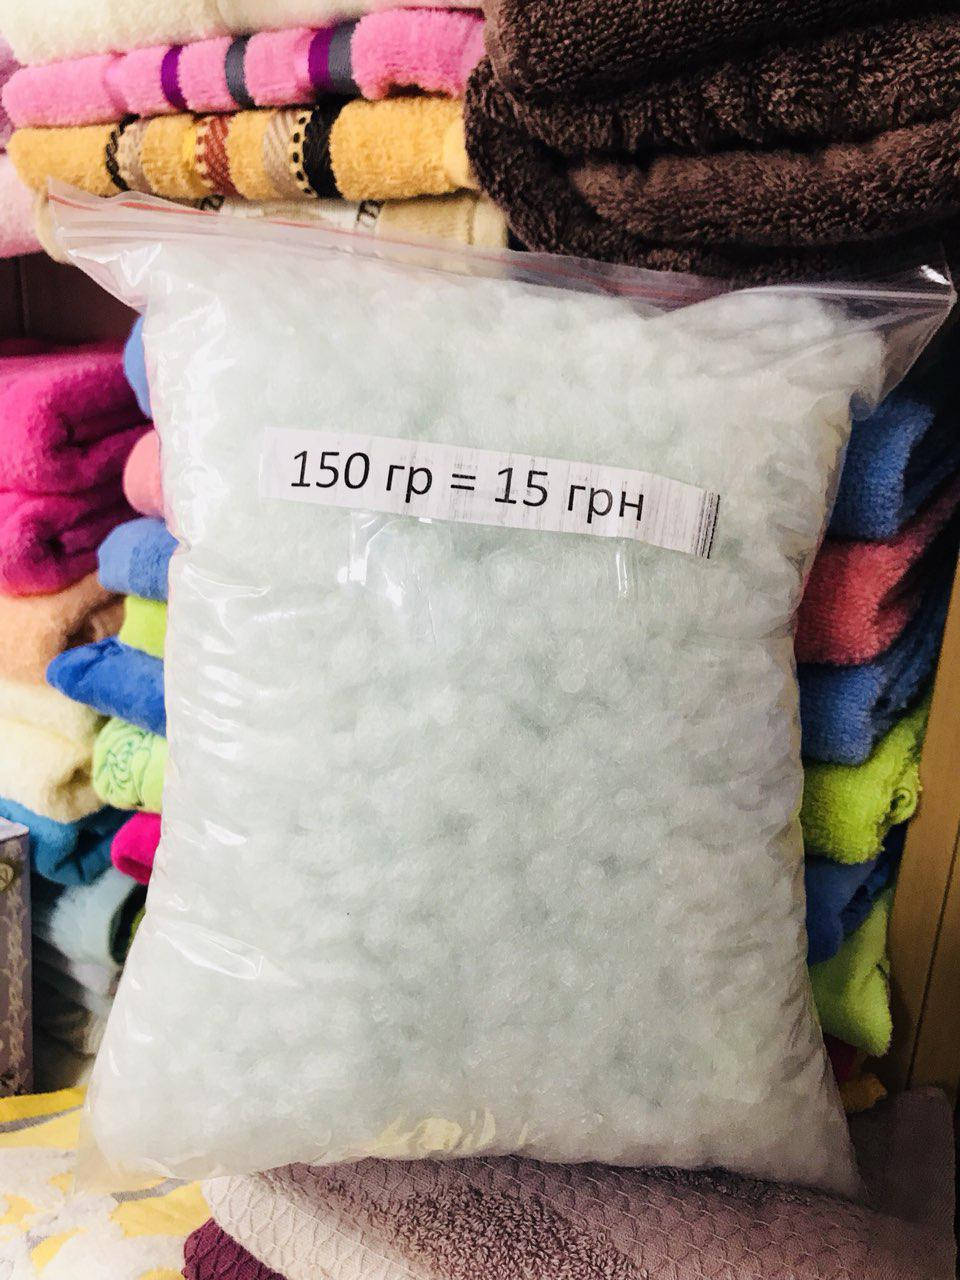 150 гр = 15 грн